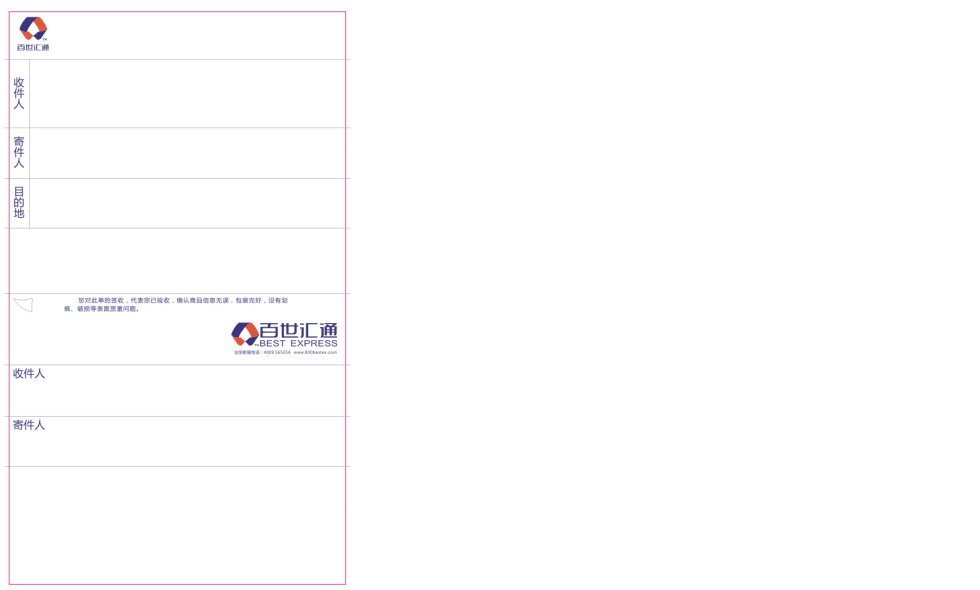 百世汇通
收件人
寄件人
目的地
您对此单的签收，代表您已验收，确认商品信息无误，包装完好，没有划
痕、破损等表面质量问题。
百世汇通
BEST EXPRESS
全国客服电话：4009 565656 www.800bestex.com
收件人
寄件人